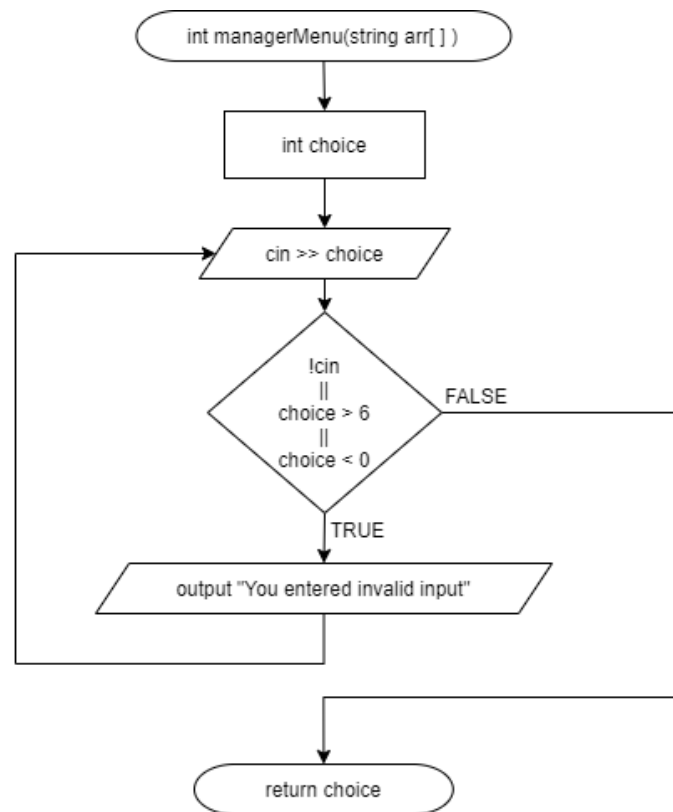 int managerMenu(string arr[ ] )
int choice
cin >> choice
!cin
||
choice > 6
||
choice < 0
FALSE
TRUE
output "You entered invalid input"
return choice